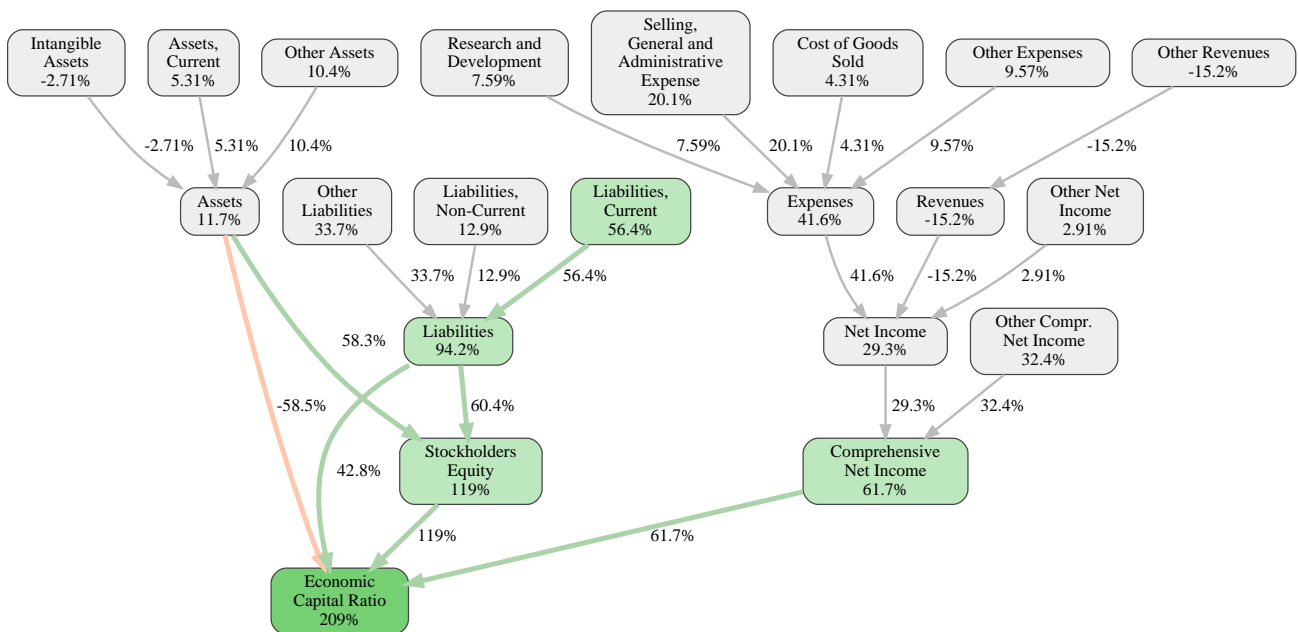 Intangible
Assets
-2.71%
Assets,
Current
5.31%
Other Assets
10.4%
Research and
Development
7.59%
Selling,
General and
Administrative
Expense
20.1%
Cost of Goods
Sold
4.31%
Other Expenses
9.57%
Other Revenues
-15.2%
-2.71%
5.31%
10.4%
7.59%
20.1%
4.31%
9.57%
-15.2%
Assets
11.7%
Other
Liabilities
33.7%
Liabilities,
Non-Current
12.9%
Liabilities,
Current
56.4%
Expenses
41.6%
Revenues
-15.2%
Other Net
Income
2.91%
33.7%
12.9%
56.4%
41.6%
-15.2%
2.91%
58.3%
Liabilities
94.2%
Net Income
29.3%
Other Compr.
Net Income
32.4%
-58.5%
60.4%
29.3%
32.4%
42.8%
Stockholders
Equity
119%
Comprehensive
Net Income
61.7%
119%
61.7%
Economic
Capital Ratio
209%